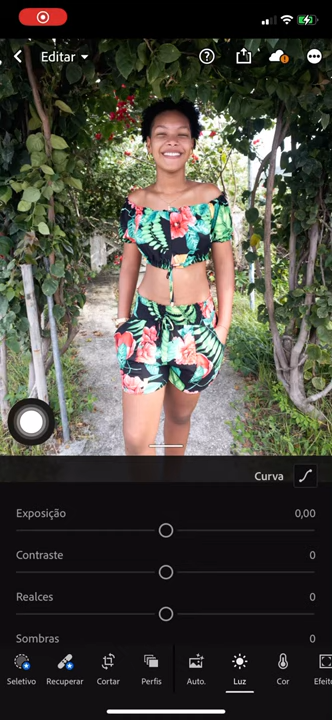 Editar
Curva
Exposição 0,00
Contraste 0
Realces 0
Sombras 0
Seletivo Recuperar Cortar Perfis Auto. Luz Cor Efeito